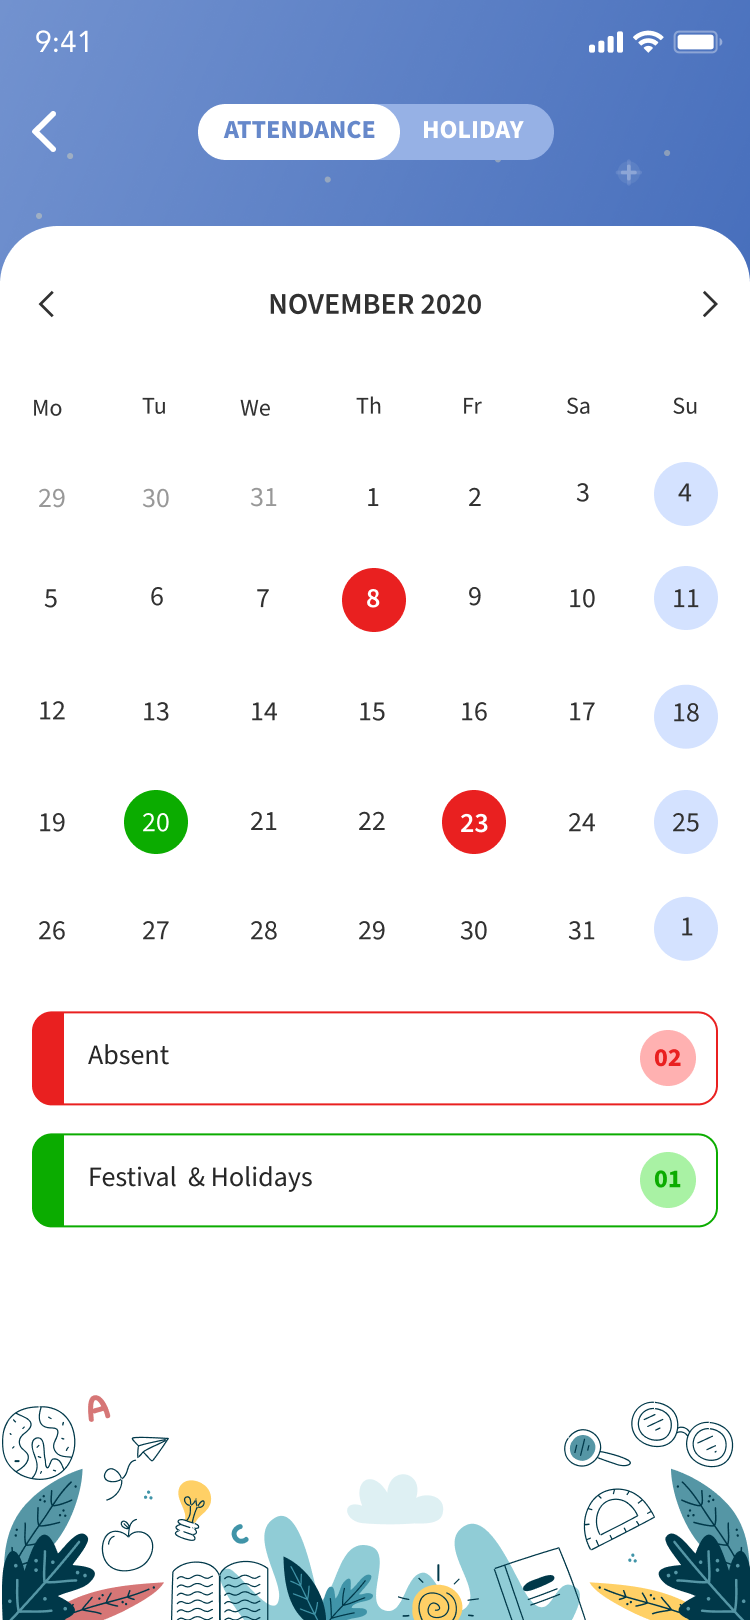 9:41
ATTENDANCE HOLIDAY
NOVEMBER 2020
Mo Tu We Th Fr Sa Su
29 30 31 1 2 3 4
5 6 7 8 9 10 11
12 13 14 15 16 17 18
19 20 21 22 23 24 25
26 27 28 29 30 31 1
Absent 02
Festival & Holidays 01
A
C